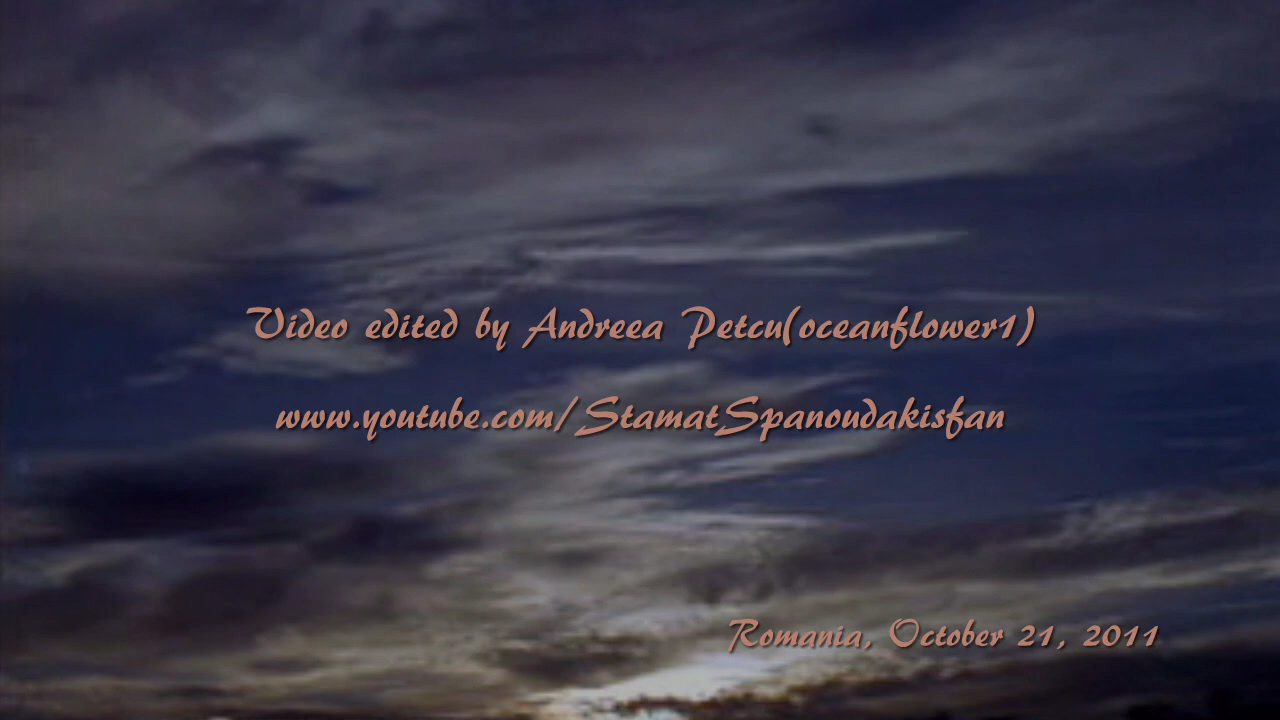 Video edited by Andreea Petcu(oceanflower1)
www.youtube.com/StamatSpanoudakisfan
Romania, October 21, 2011